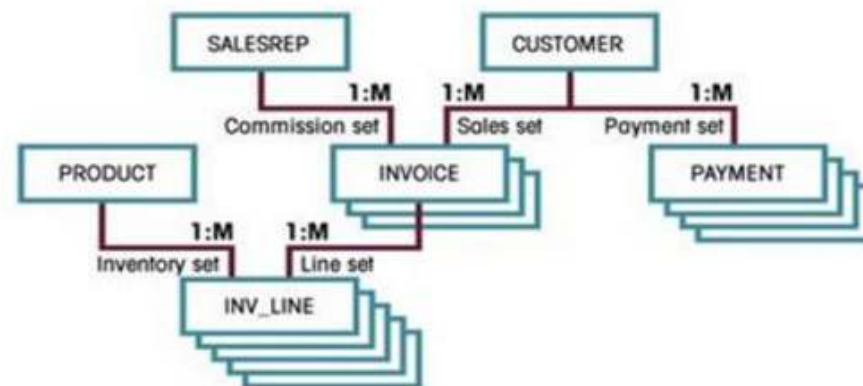 SALESREP
CUSTOMER
1:M
1:M
1:M
Commission set
Sales set
Payment set
PRODUCT
INVOICE
PAYMENT
1:M
1:M
Inventory set
Line set
INV_LINE